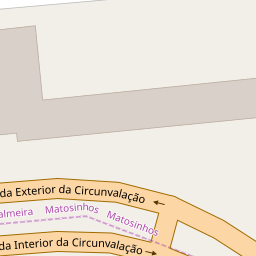 da Exterior da Circunvalação
almeira
Matosinhos
Matosinhos
da Interior da Circunvalação